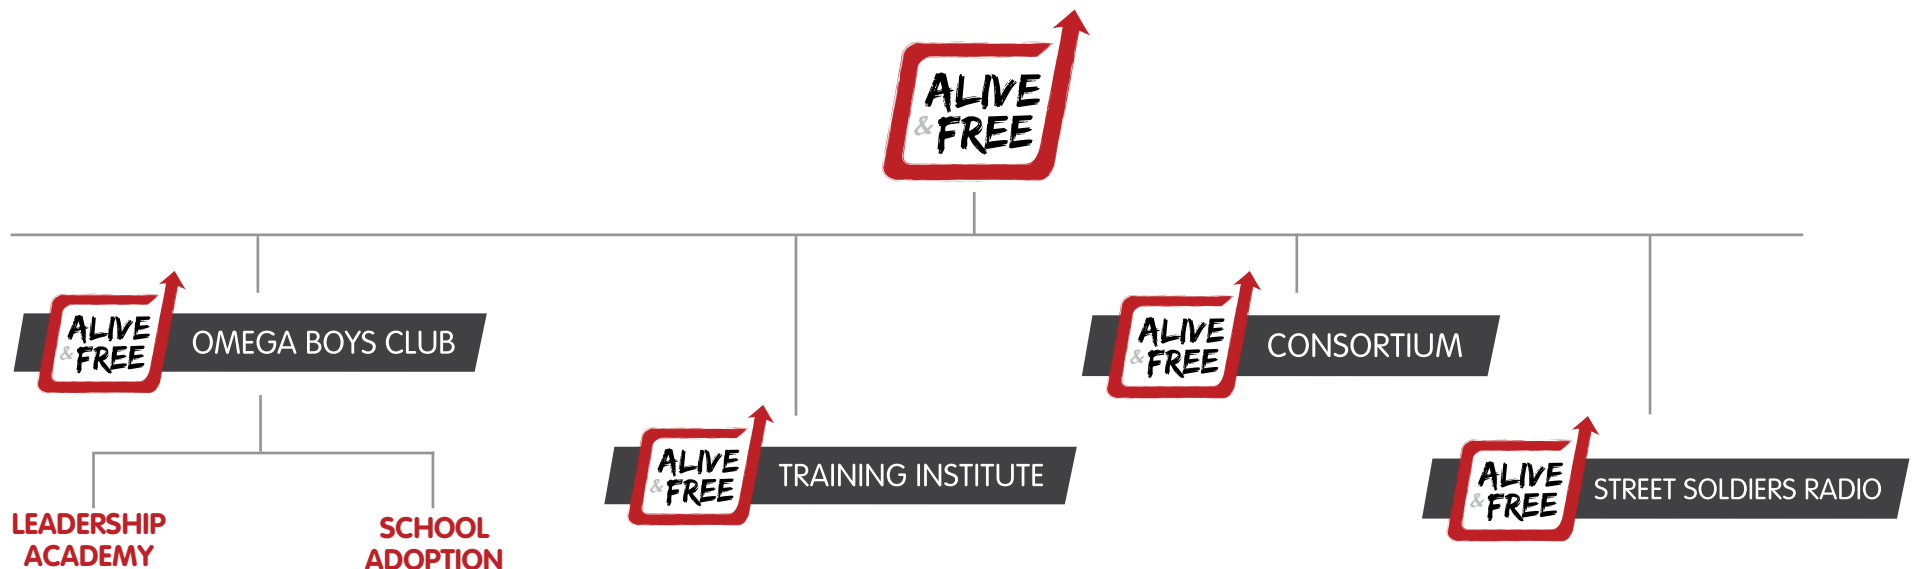 ALIVE
& FREE
ALIVE
& FREE
OMEGA BOYS CLUB
ALIVE
& FREE
CONSORTIUM
ALIVE
& FREE
TRAINING INSTITUTE
ALIVE
& FREE
STREET SOLDIERS RADIO
LEADERSHIP
ACADEMY
SCHOOL
ADOPTION